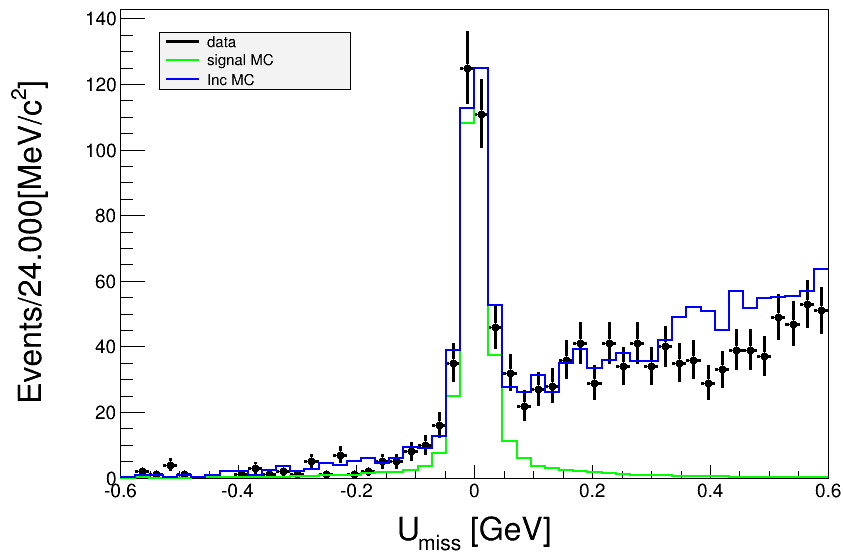 Events/24.000[MeV/c²]
140
120
100
80
60
40
20
0
data
signal MC
Inc MC
-0.6 -0.4 -0.2 0 0.2 0.4 0.6
U_miss [GeV]